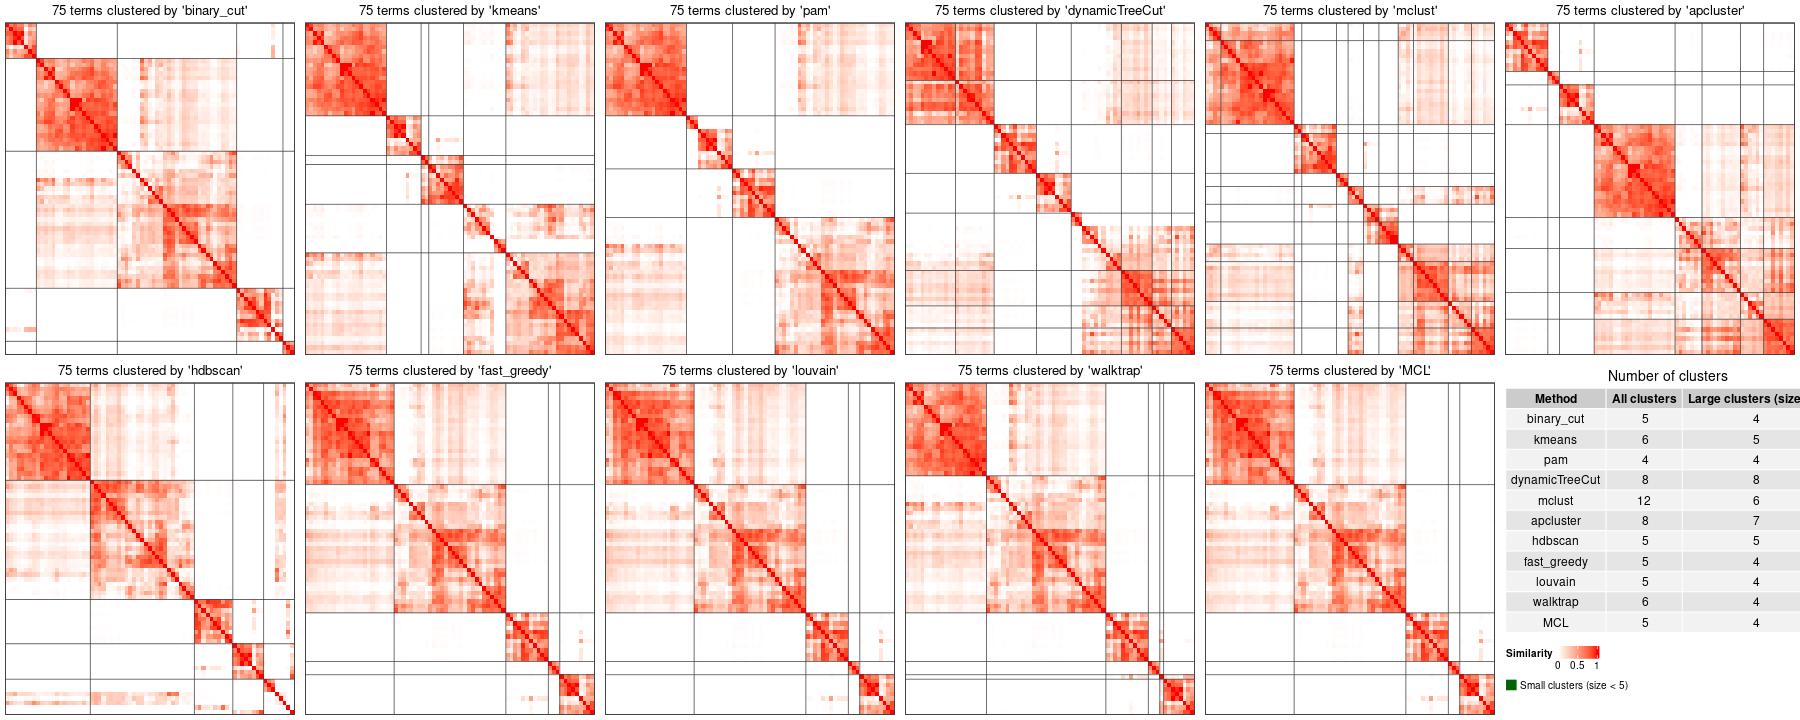 75 terms clustered by 'binary_cut'
75 terms clustered by 'kmeans'
75 terms clustered by 'pam'
75 terms clustered by 'dynamicTreeCut'
75 terms clustered by 'mclust'
75 terms clustered by 'apcluster'
75 terms clustered by 'hdbscan'
75 terms clustered by 'fast_greedy'
75 terms clustered by 'louvain'
75 terms clustered by 'walktrap'
75 terms clustered by 'MCL'
Number of clusters
Method All clusters Large clusters (size
binary_cut 5 4
kmeans 6 5
pam 4 4
dynamicTreeCut 8 8
mclust 12 6
apcluster 8 7
hdbscan 5 5
fast_greedy 5 4
louvain 5 4
walktrap 6 4
MCL 5 4
Similarity
0 0.5 1
Small clusters (size < 5)